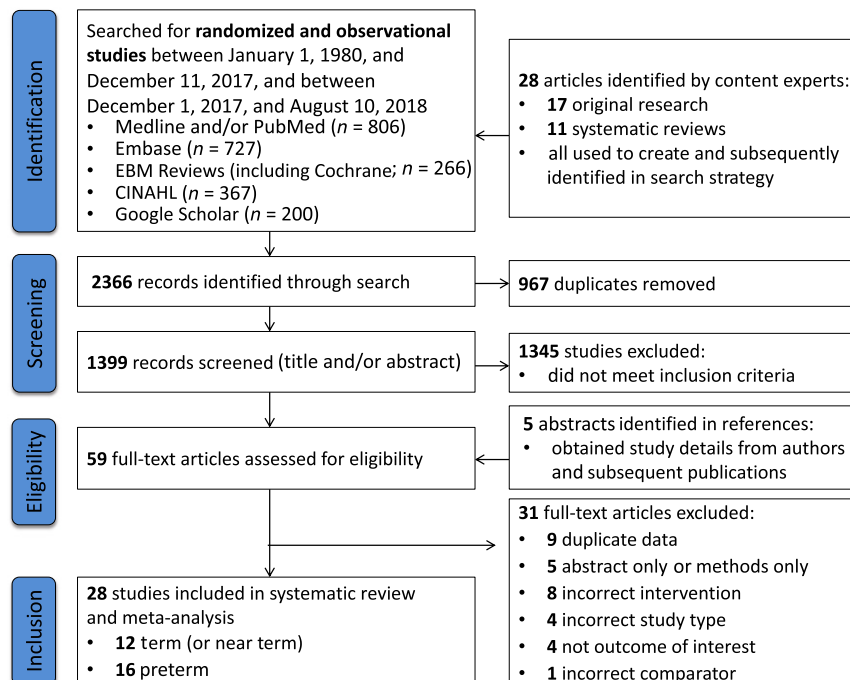 Identification
Searched for randomized and observational
studies between January 1, 1980, and
December 11, 2017, and between
December 1, 2017, and August 10, 2018
• Medline and/or PubMed (n = 806)
• Embase (n = 727)
• EBM Reviews (including Cochrane; n = 266)
• CINAHL (n = 367)
• Google Scholar (n = 200)
28 articles identified by content experts:
• 17 original research
• 11 systematic reviews
• all used to create and subsequently
identified in search strategy
Screening
2366 records identified through search
967 duplicates removed
1399 records screened (title and/or abstract)
1345 studies excluded:
• did not meet inclusion criteria
Eligibility
59 full-text articles assessed for eligibility
5 abstracts identified in references:
• obtained study details from authors
and subsequent publications
31 full-text articles excluded:
• 9 duplicate data
• 5 abstract only or methods only
• 8 incorrect intervention
• 4 incorrect study type
• 4 not outcome of interest
• 1 incorrect comparator
Inclusion
28 studies included in systematic review
and meta-analysis
• 12 term (or near term)
• 16 preterm